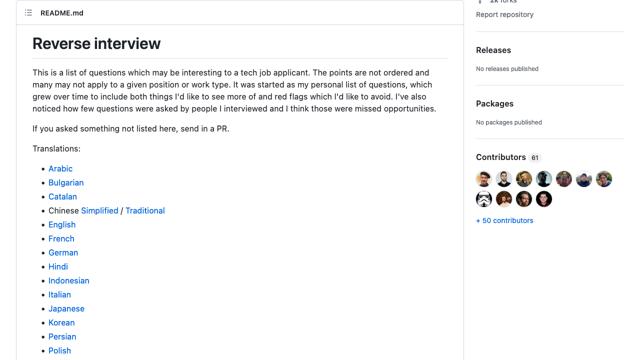 2k forks
README.md
Report repository
Reverse interview
This is a list of questions which may be interesting to a tech job applicant. The points are not ordered and
many may not apply to a given position or work type. It was started as my personal list of questions, which
grew over time to include both things I'd like to see more of and red flags which I'd like to avoid. I've also
noticed how few questions were asked by people I interviewed and I think those were missed opportunities.
If you asked something not listed here, send in a PR.
Translations:
Arabic
Bulgarian
Catalan
Chinese Simplified / Traditional
English
French
German
Hindi
Indonesian
Italian
Japanese
Korean
Persian
Polish
Releases
No releases published
Packages
No packages published
Contributors 61
+ 50 contributors